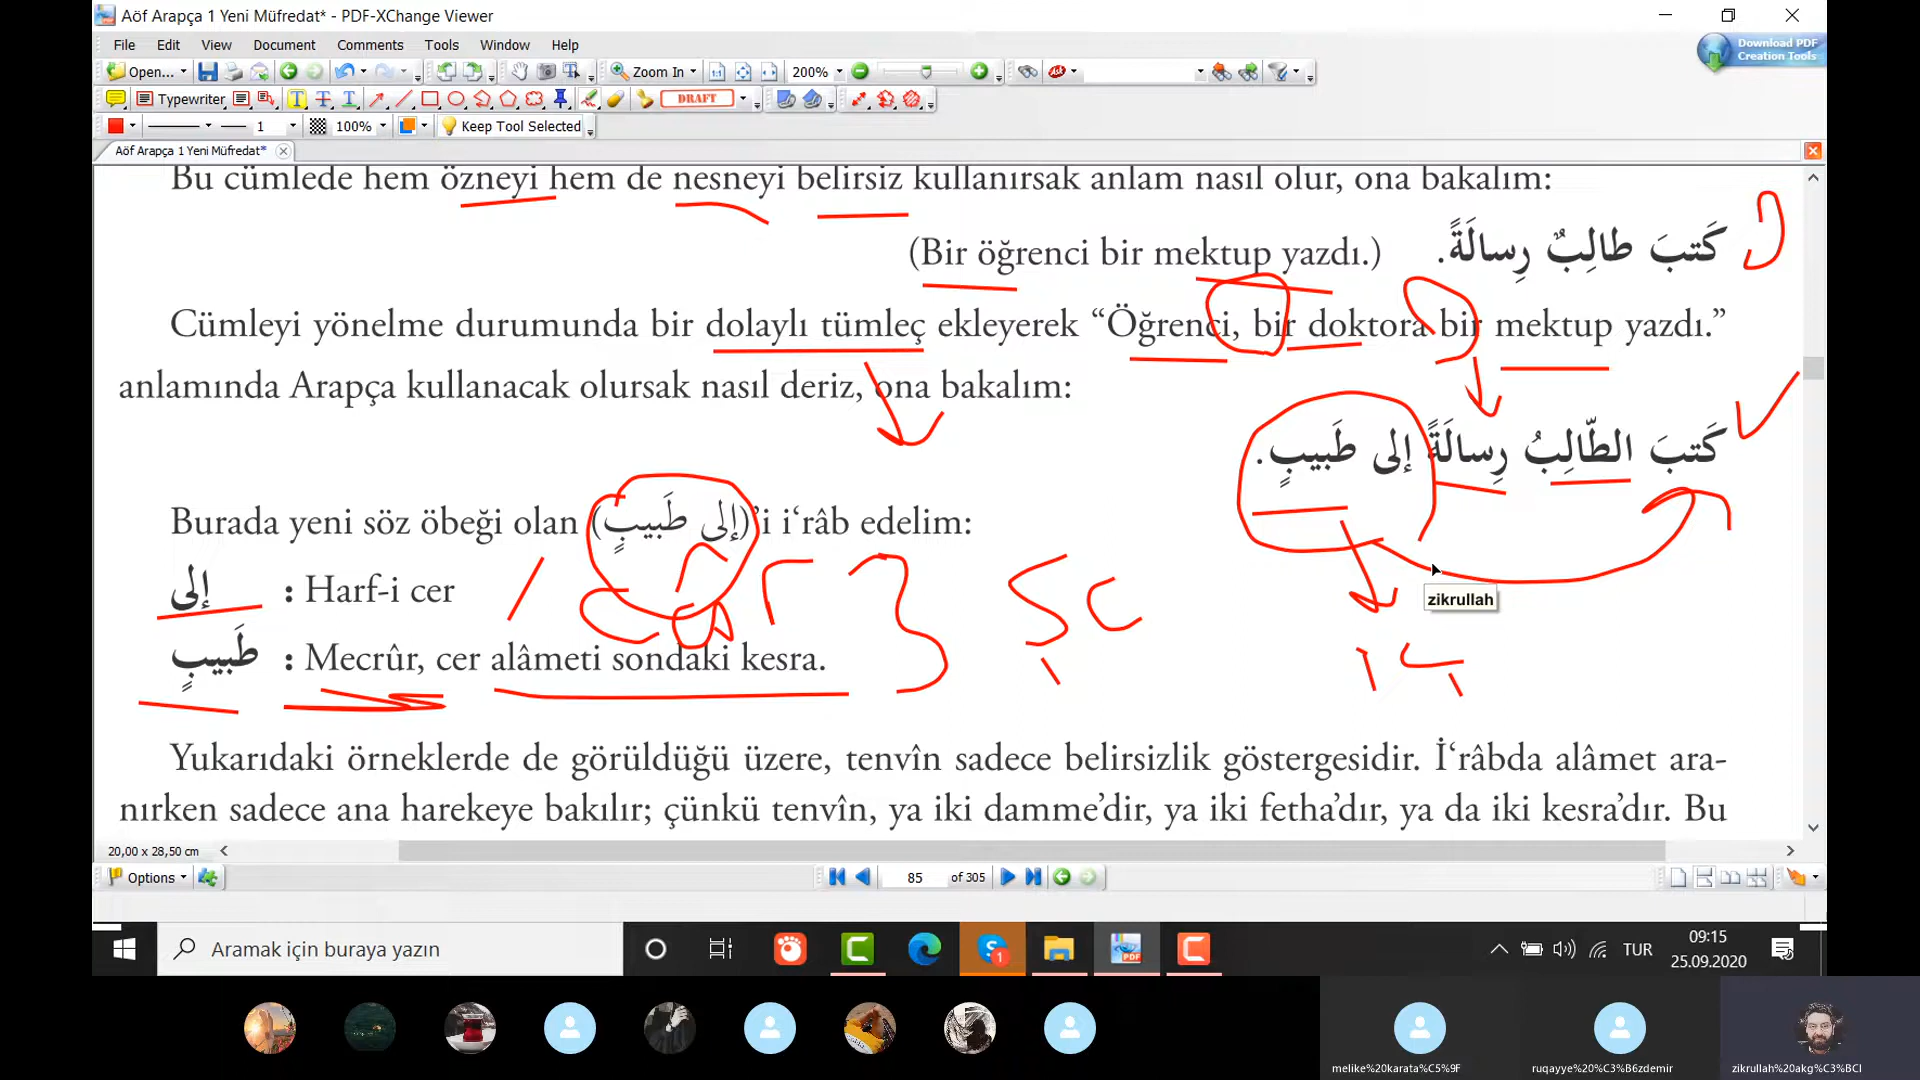 Aöf Arapça 1 Yeni Müfredat* - PDF-XChange Viewer
File Edit View Document Comments Tools Window Help
Open... Zoom In 200%
Download PDF
Creation Tools
Typewriter DRAFT
1 100% Keep Tool Selected
Aöf Arapça 1 Yeni Müfredat*
Bu cümlede hem özneyi hem de nesneyi belirsiz kullanırsak anlam nasıl olur, ona bakalım:
(Bir öğrenci bir mektup yazdı.) كَتبَ طالِبٌ رِسالَةً.
Cümleyi yönelme durumunda bir dolaylı tümleç ekleyerek “Öğrenci, bir doktora bir mektup yazdı.”
anlamında Arapça kullanacak olursak nasıl deriz, ona bakalım:
كَتبَ الطّالِبُ رِسالَةً إلى طَبيبٍ.
Burada yeni söz öbeği olan (إلى طَبيبٍ)’i i‘râb edelim:
إلى : Harf-i cer
طَبيبٍ : Mecrûr, cer alâmeti sondaki kesra.
zikrullah
Yukarıdaki örneklerde de görüldüğü üzere, tenvîn sadece belirsizlik göstergesidir. İ‘râbda alâmet ara-
nırken sadece ana harekeye bakılır; çünkü tenvîn, ya iki damme’dir, ya iki fetha’dır, ya da iki kesra’dır. Bu
20,00 x 28,50 cm
Options 85 of 305
Aramak için buraya yazın
TUR 09:15
25.09.2020
melike%20karata%C5%9F ruqayye%20%C3%B6zdemir zikrullah%20akg%C3%BCl